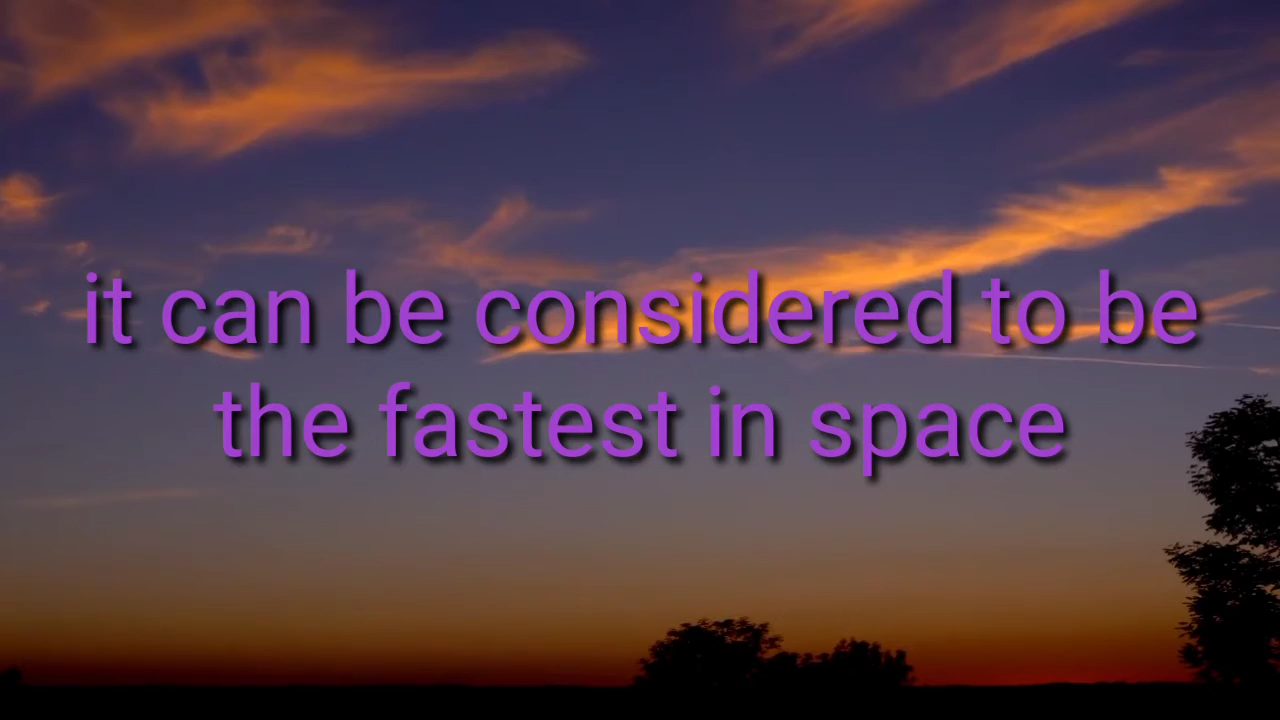 it can be considered to be
the fastest in space